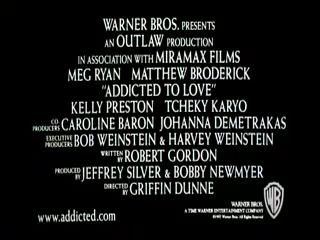 WARNER BROS. PRESENTS
AN OUTLAW PRODUCTION
IN ASSOCIATION WITH MIRAMAX FILMS
MEG RYAN MATTHEW BRODERICK
"ADDICTED TO LOVE"
KELLY PRESTON TCHEKY KARYO
CO-PRODUCERS CAROLINE BARON JOHANNA DEMETRAKAS
EXECUTIVE PRODUCERS BOB WEINSTEIN & HARVEY WEINSTEIN
WRITTEN BY ROBERT GORDON
PRODUCED BY JEFFREY SILVER & BOBBY NEWMYER
DIRECTED BY GRIFFIN DUNNE
www.addicted.com
WB
WARNER BROS.
A TIME WARNER ENTERTAINMENT COMPANY